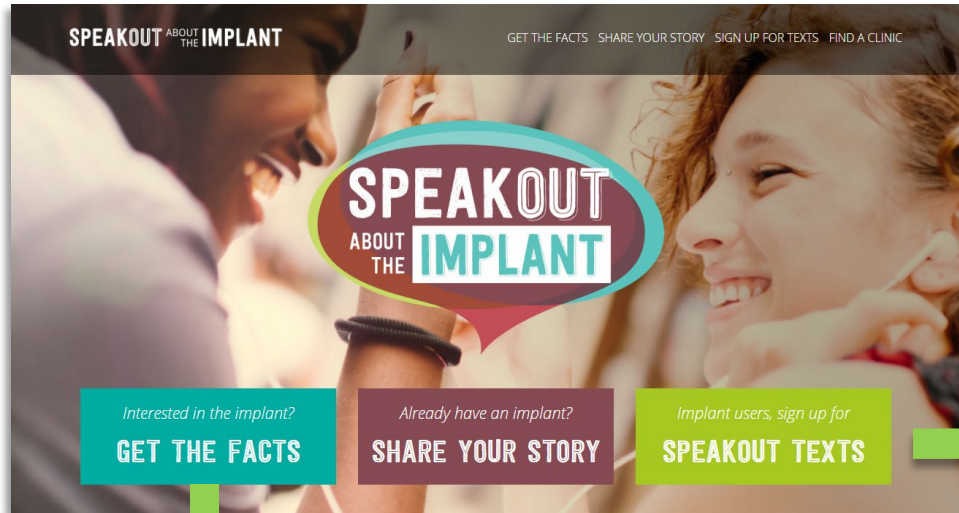 SPEAKOUT ABOUT THE IMPLANT
GET THE FACTS SHARE YOUR STORY SIGN UP FOR TEXTS FIND A CLINIC
SPEAKOUT
ABOUT THE IMPLANT
Interested in the implant?
GET THE FACTS
Already have an implant?
SHARE YOUR STORY
Implant users, sign up for
SPEAKOUT TEXTS